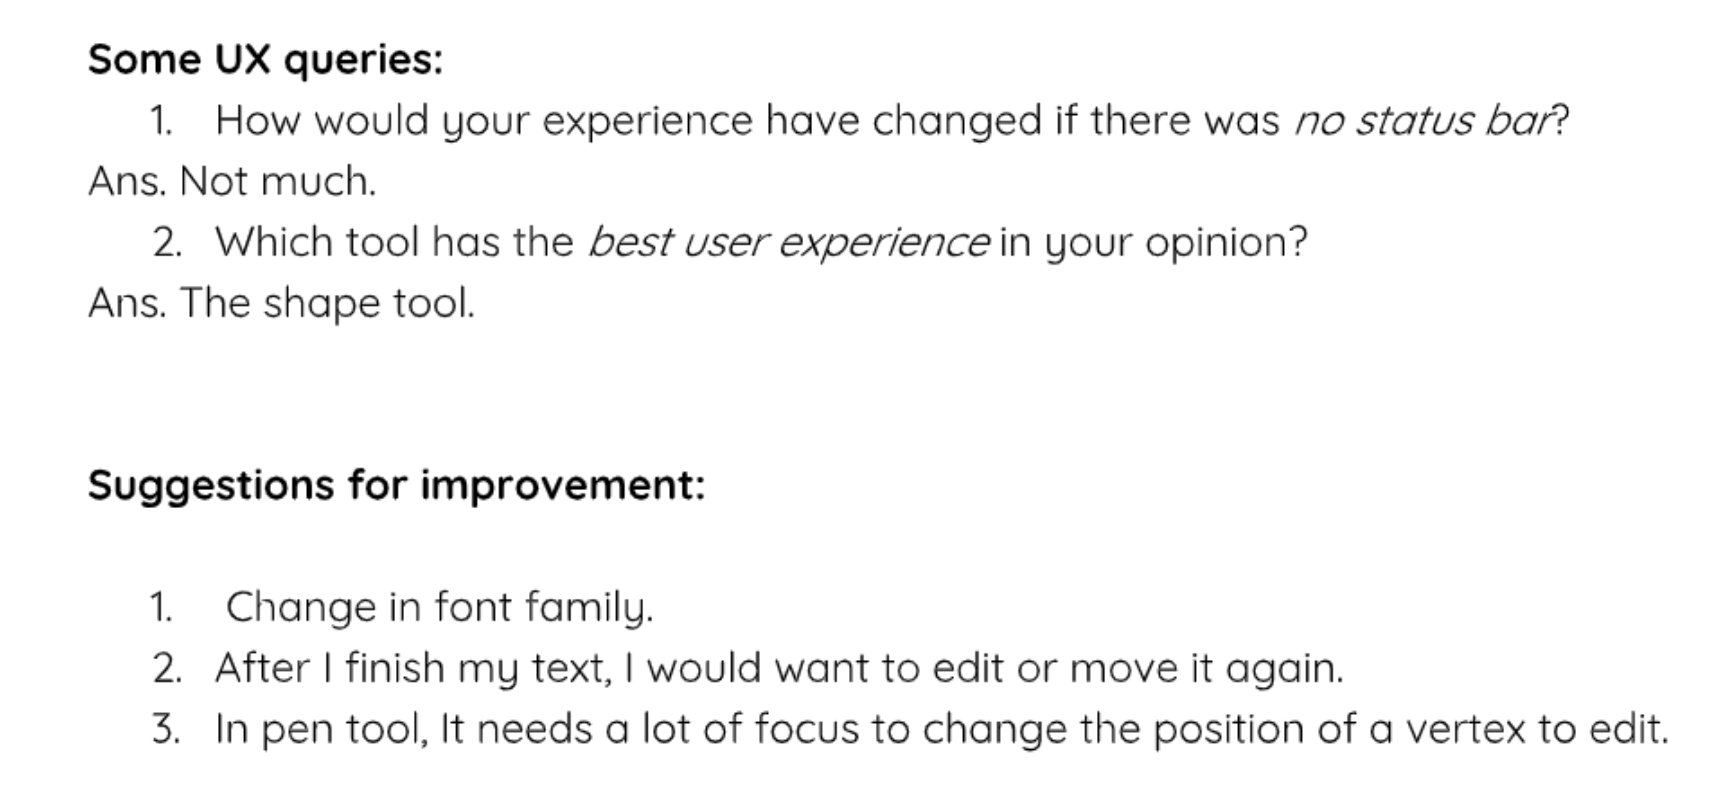 Some UX queries:
1. How would your experience have changed if there was no status bar?
Ans. Not much.
2. Which tool has the best user experience in your opinion?
Ans. The shape tool.
Suggestions for improvement:
1. Change in font family.
2. After I finish my text, I would want to edit or move it again.
3. In pen tool, It needs a lot of focus to change the position of a vertex to edit.